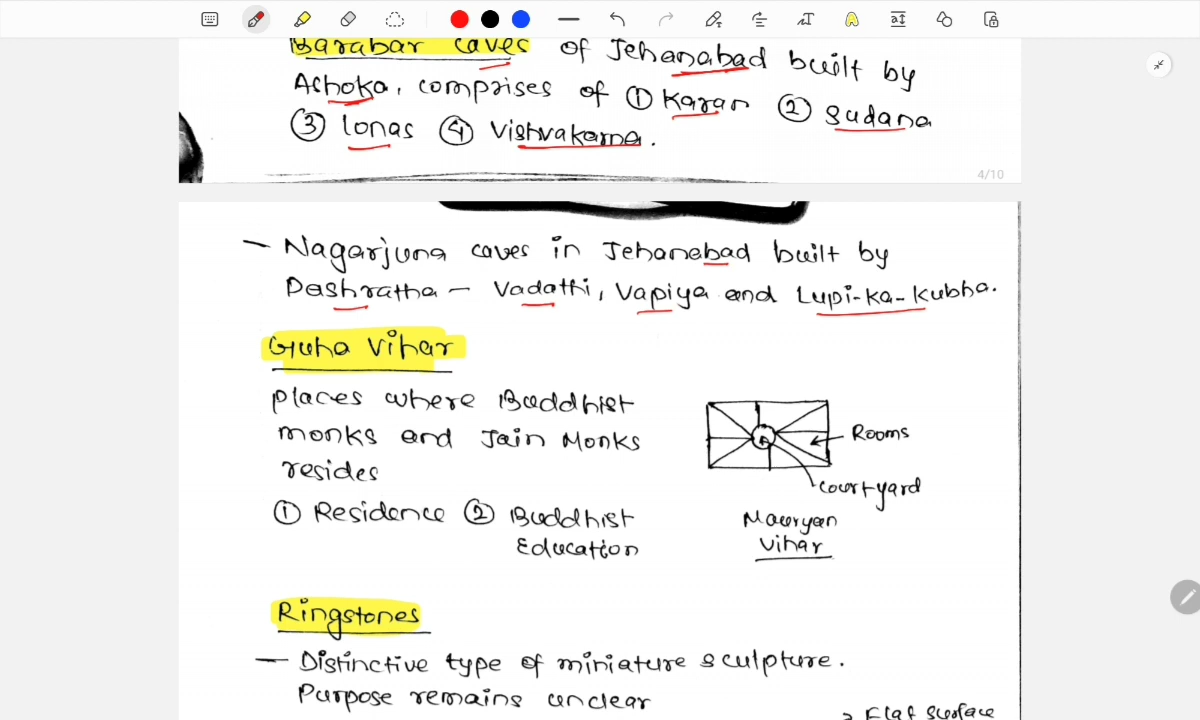 Barabar caves of Jehanabad built by
Ashoka, comprises of ① Karan ② Sudana
③ lonas ④ Vishvakarma.
4/10
– Nagarjuna caves in Jehanabad built by
Dashratha – Vadathi, Vapiya and Lupi-ka-Kubha.
Guha Vihar
places where Buddhist
monks and Jain Monks
resides
① Residence ② Buddhist
Education
Rooms
courtyard
Mauryan
Vihar
Ringstones
– Distinctive type of miniature sculpture.
Purpose remains unclear
Flat surface